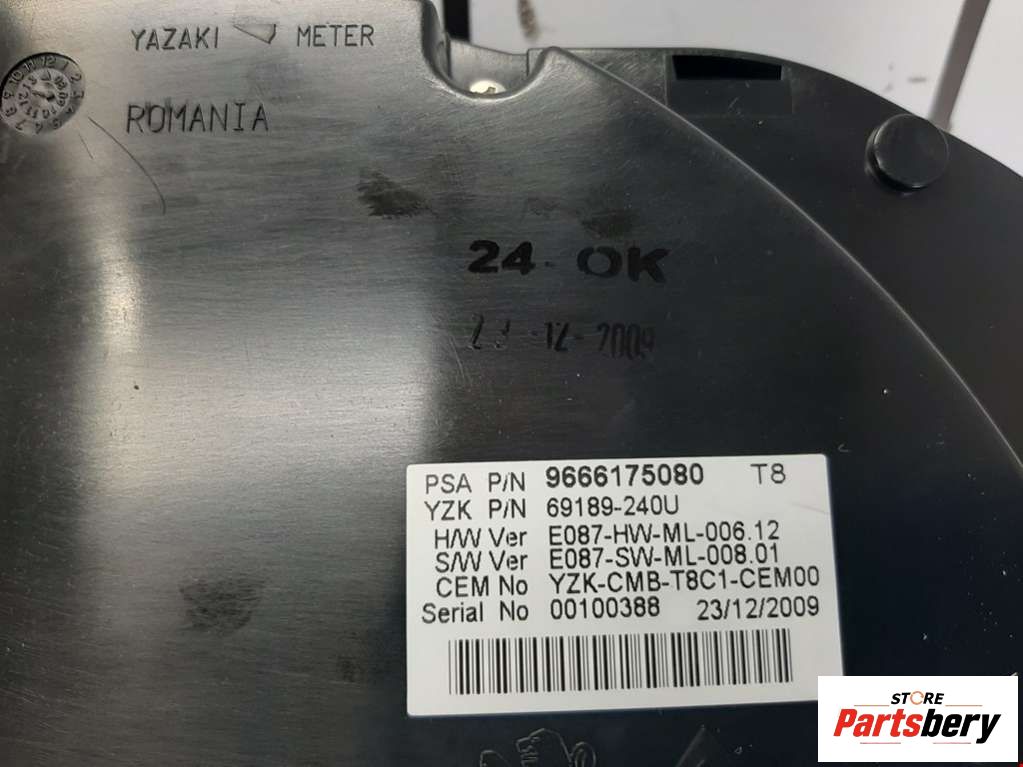 YAZAKI METER
ROMANIA
24 OK
23-12-2009
PSA P/N 9666175080 T8
YZK P/N 69189-240U
H/W Ver E087-HW-ML-006.12
S/W Ver E087-SW-ML-008.01
CEM No YZK-CMB-T8C1-CEM00
Serial No 00100388 23/12/2009
STORE
Partsbery